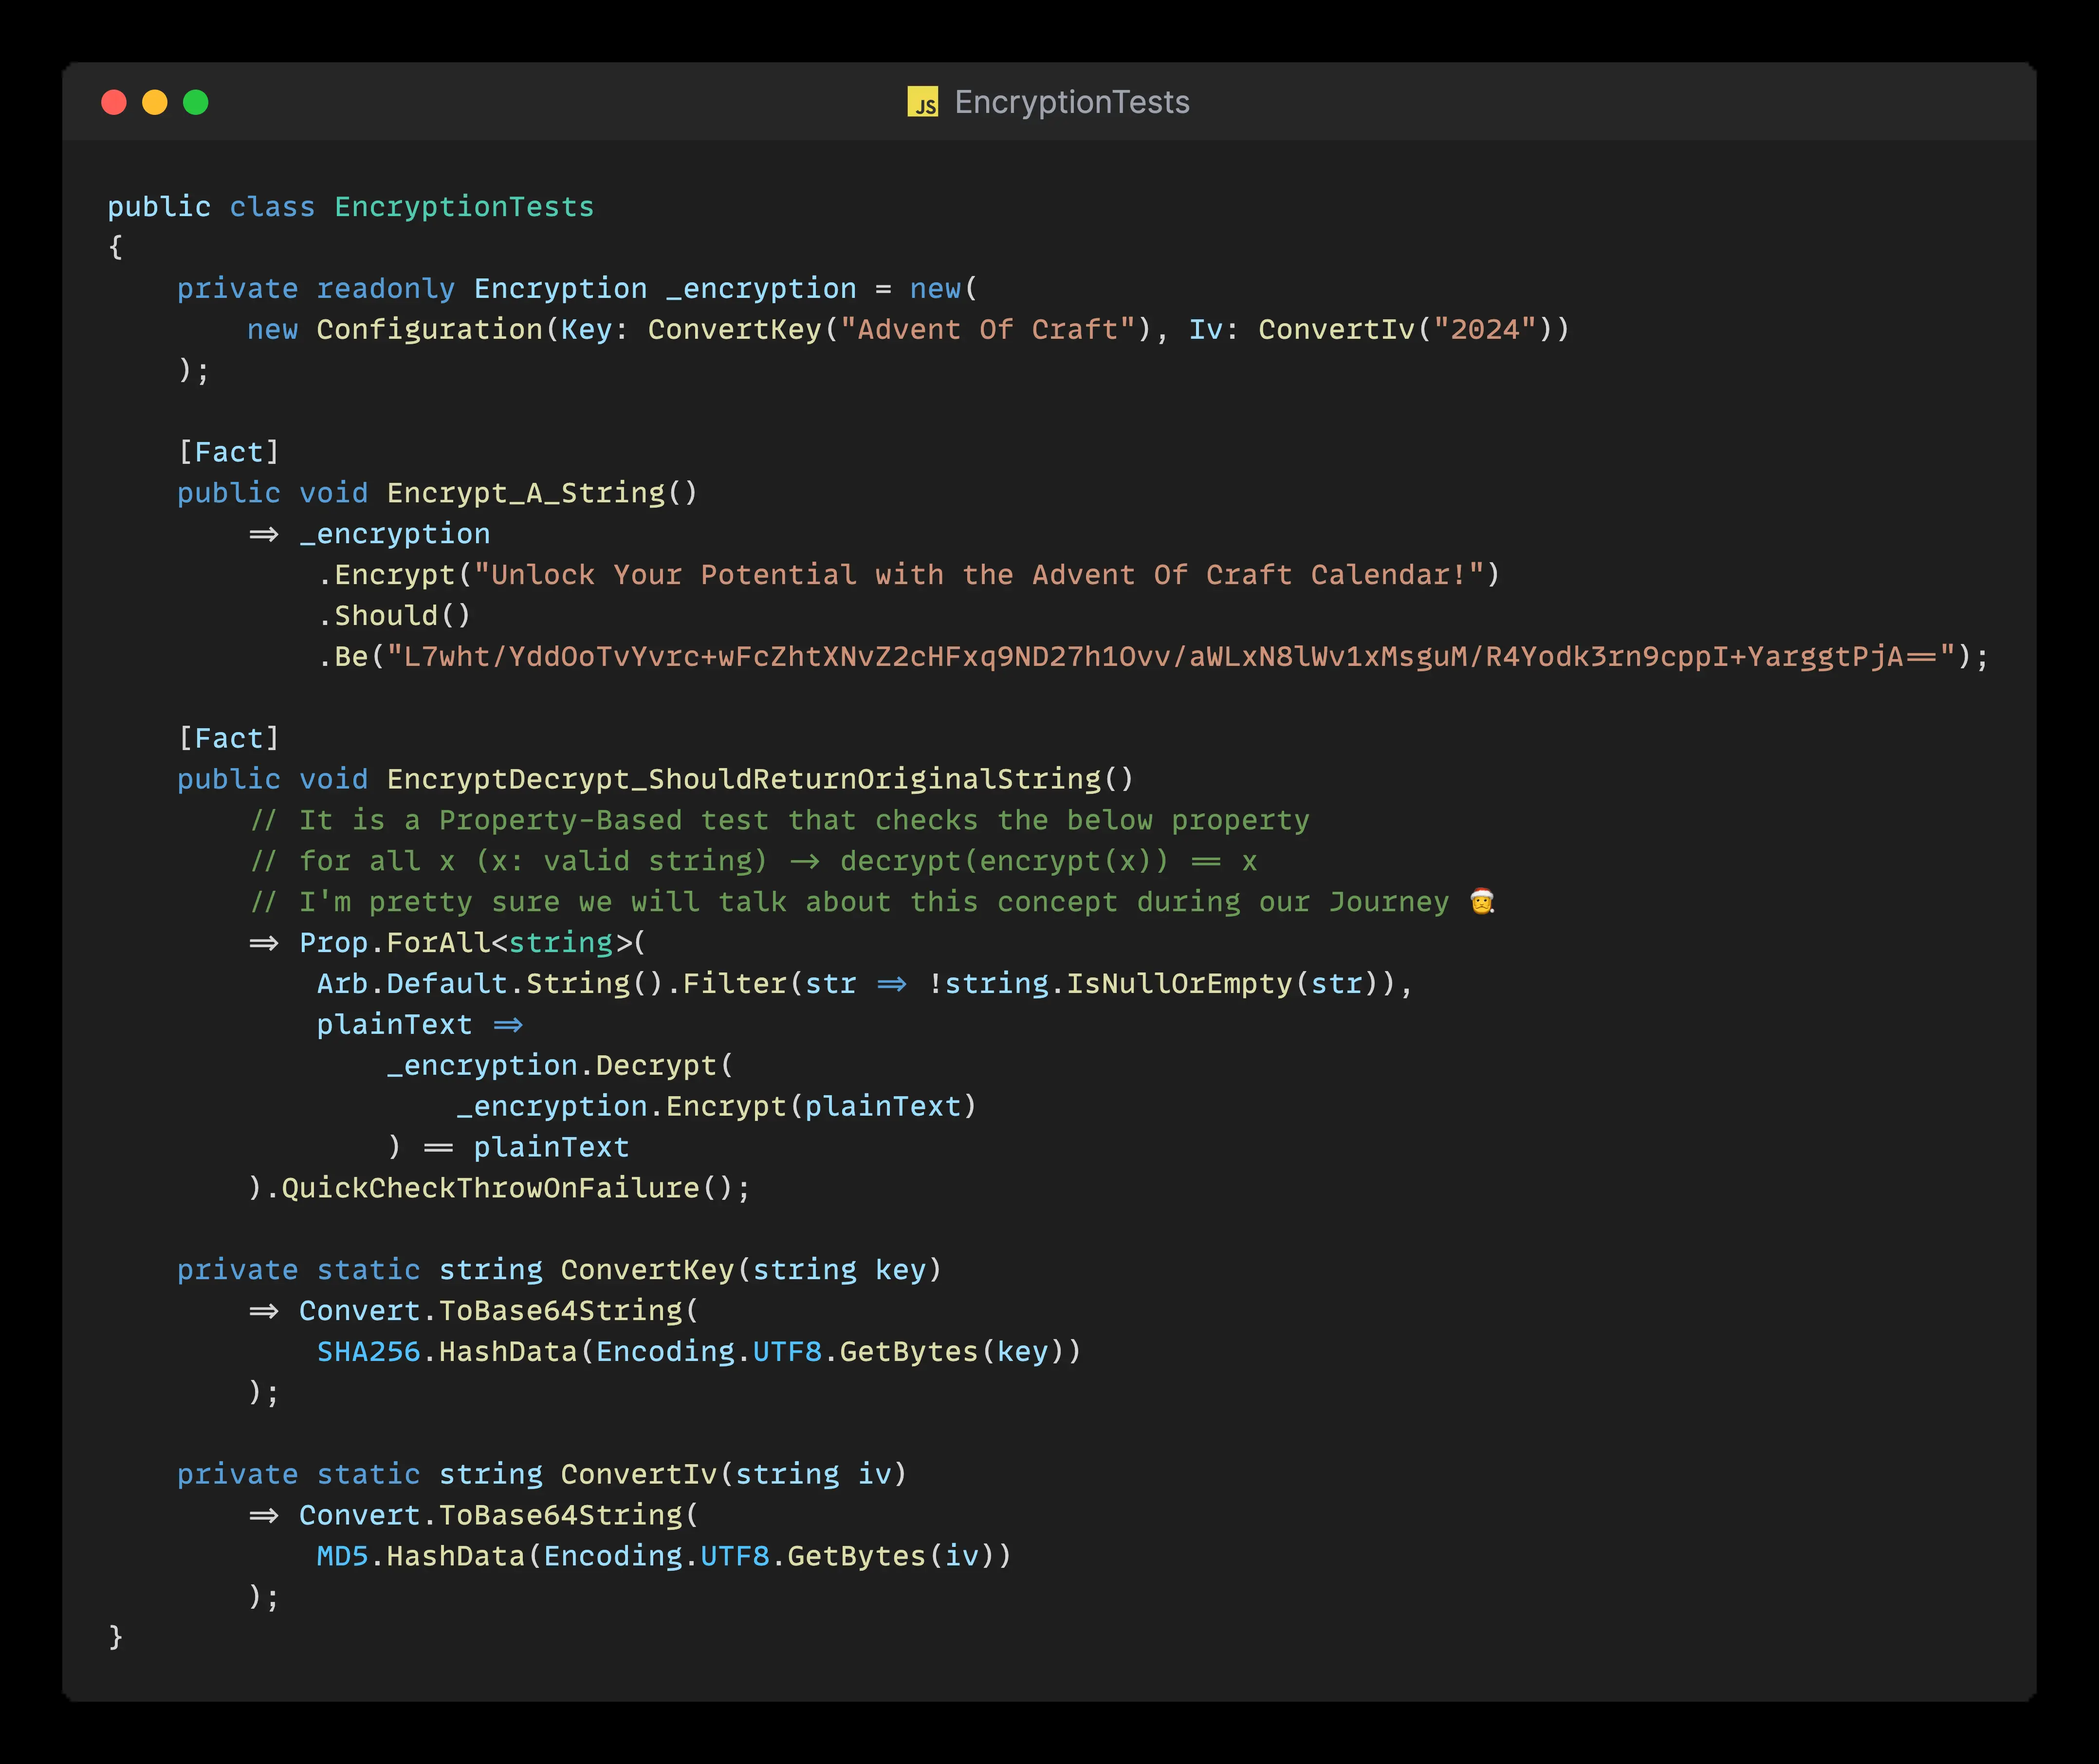 JS EncryptionTests
public class EncryptionTests
{
    private readonly Encryption _encryption = new(
        new Configuration(Key: ConvertKey("Advent Of Craft"), Iv: ConvertIv("2024"))
    );

    [Fact]
    public void Encrypt_A_String()
        => _encryption
            .Encrypt("Unlock Your Potential with the Advent Of Craft Calendar!")
            .Should()
            .Be("L7wht/YddOoTvYvrc+wFcZhtXNvZ2cHFxq9ND27h1Ovv/aWLxN8lWv1xMsguM/R4Yodk3rn9cppI+YarggtPjA==");

    [Fact]
    public void EncryptDecrypt_ShouldReturnOriginalString()
        // It is a Property-Based test that checks the below property
        // for all x (x: valid string) -> decrypt(encrypt(x)) == x
        // I'm pretty sure we will talk about this concept during our Journey 🎅
        => Prop.ForAll<string>(
            Arb.Default.String().Filter(str => !string.IsNullOrEmpty(str)),
            plainText =>
                _encryption.Decrypt(
                    _encryption.Encrypt(plainText)
                ) == plainText
        ).QuickCheckThrowOnFailure();

    private static string ConvertKey(string key)
        => Convert.ToBase64String(
            SHA256.HashData(Encoding.UTF8.GetBytes(key))
        );

    private static string ConvertIv(string iv)
        => Convert.ToBase64String(
            MD5.HashData(Encoding.UTF8.GetBytes(iv))
        );
}